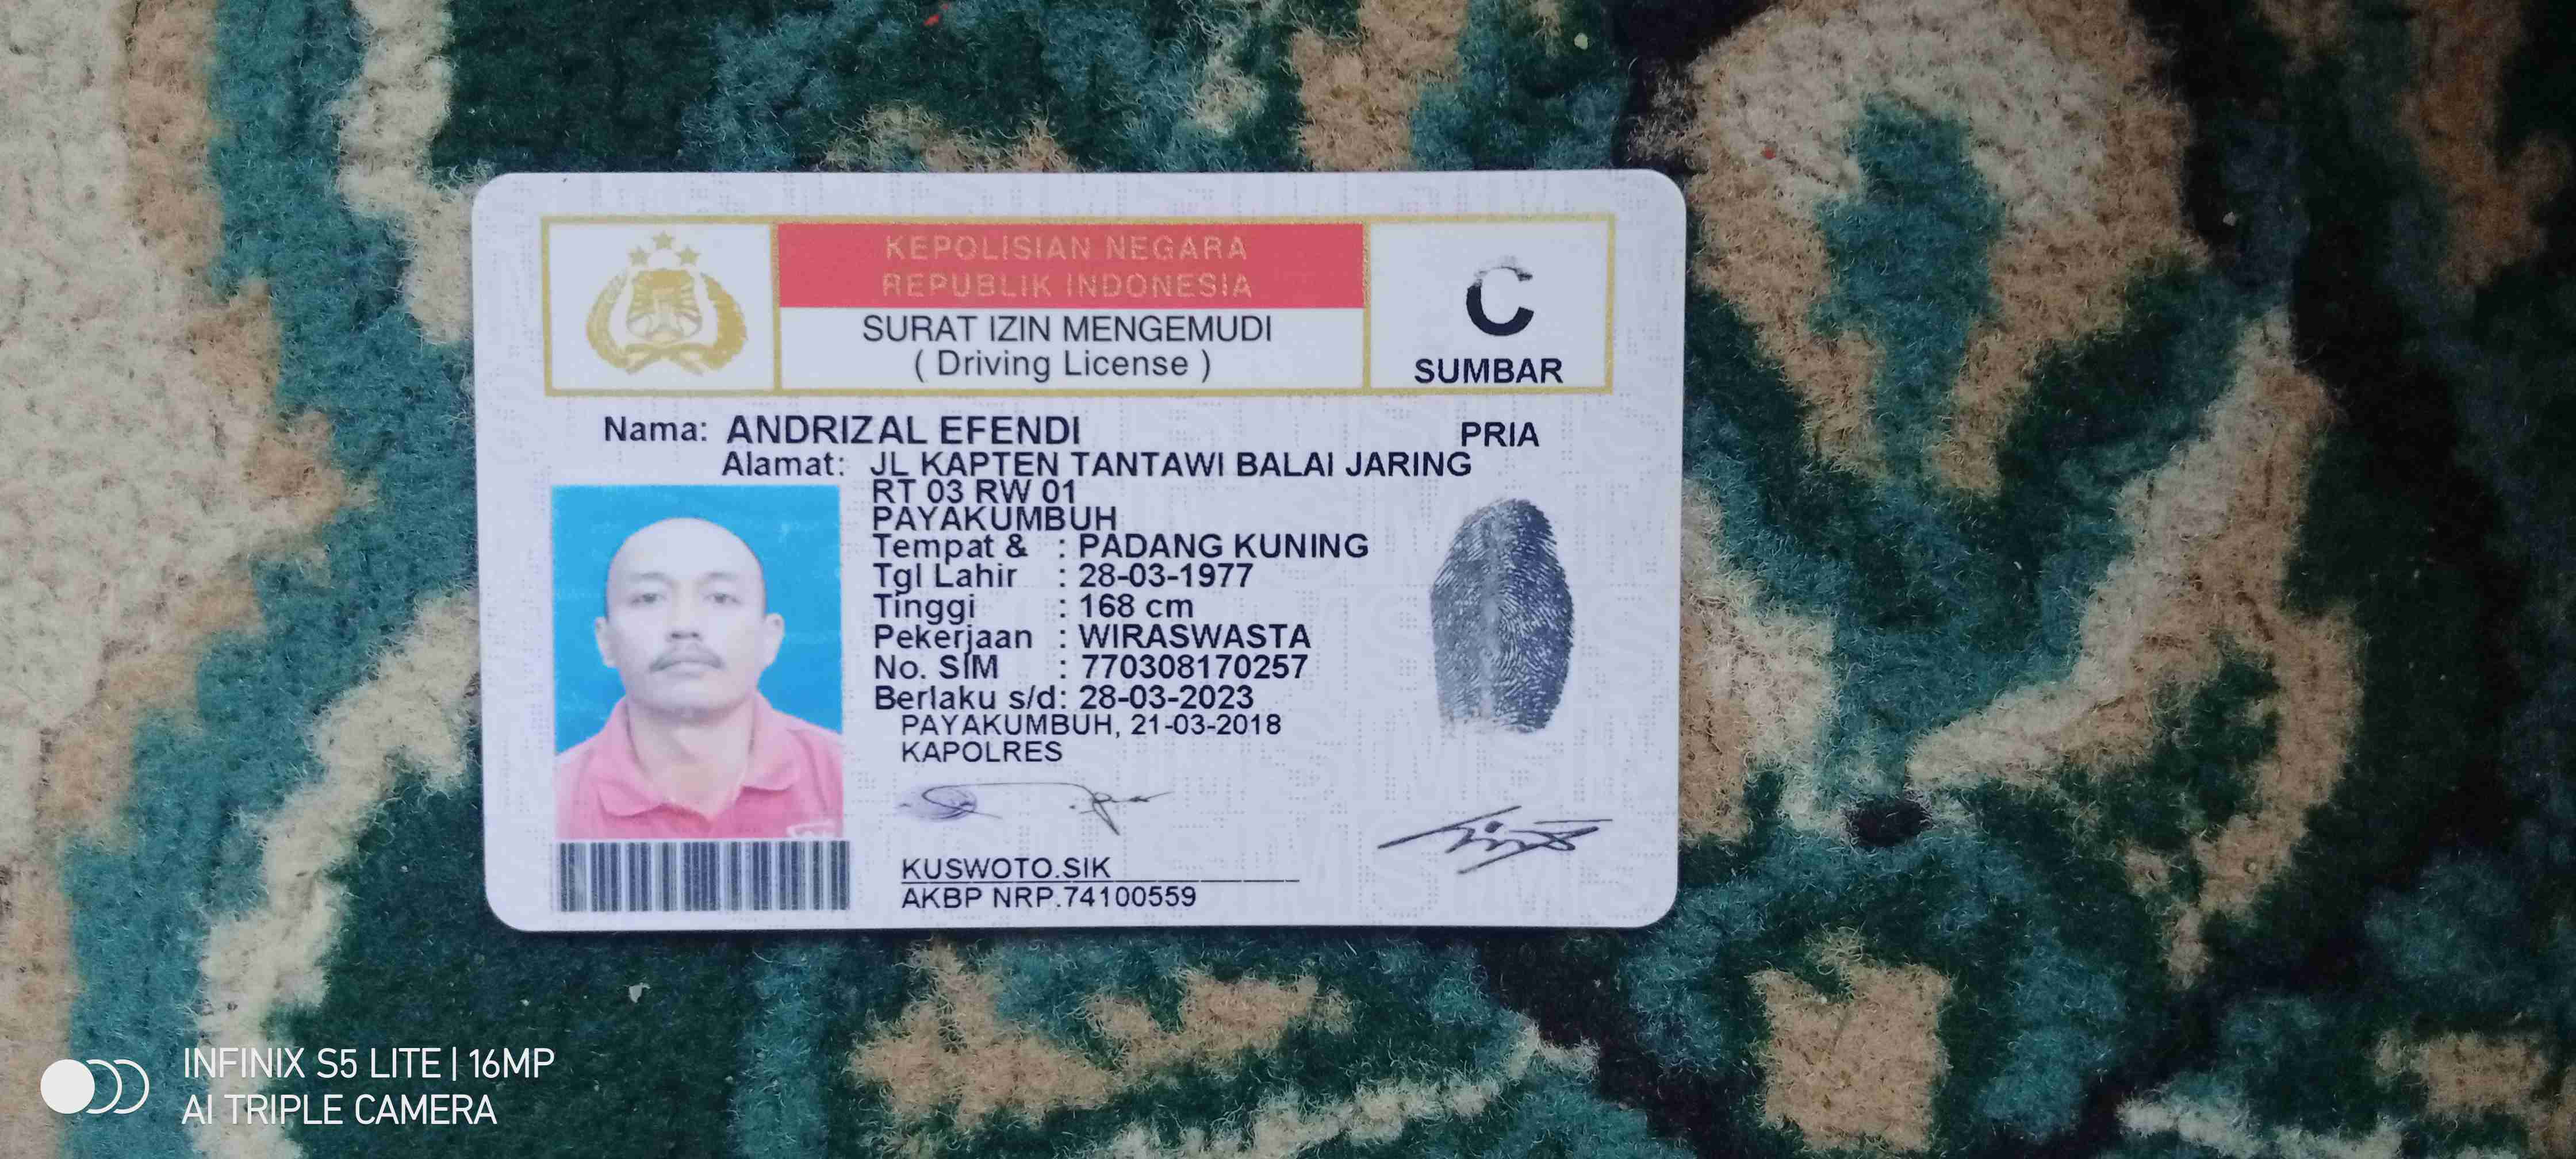 KEPOLISIAN NEGARA
REPUBLIK INDONESIA
SURAT IZIN MENGEMUDI
( Driving License )
C
SUMBAR
Nama: ANDRIZAL EFENDI PRIA
Alamat: JL KAPTEN TANTAWI BALAI JARING
RT 03 RW 01
PAYAKUMBUH
Tempat & : PADANG KUNING
Tgl Lahir : 28-03-1977
Tinggi : 168 cm
Pekerjaan : WIRASWASTA
No. SIM : 770308170257
Berlaku s/d: 28-03-2023
PAYAKUMBUH, 21-03-2018
KAPOLRES
KUSWOTO.SIK
AKBP NRP.74100559
INFINIX S5 LITE | 16MP
AI TRIPLE CAMERA